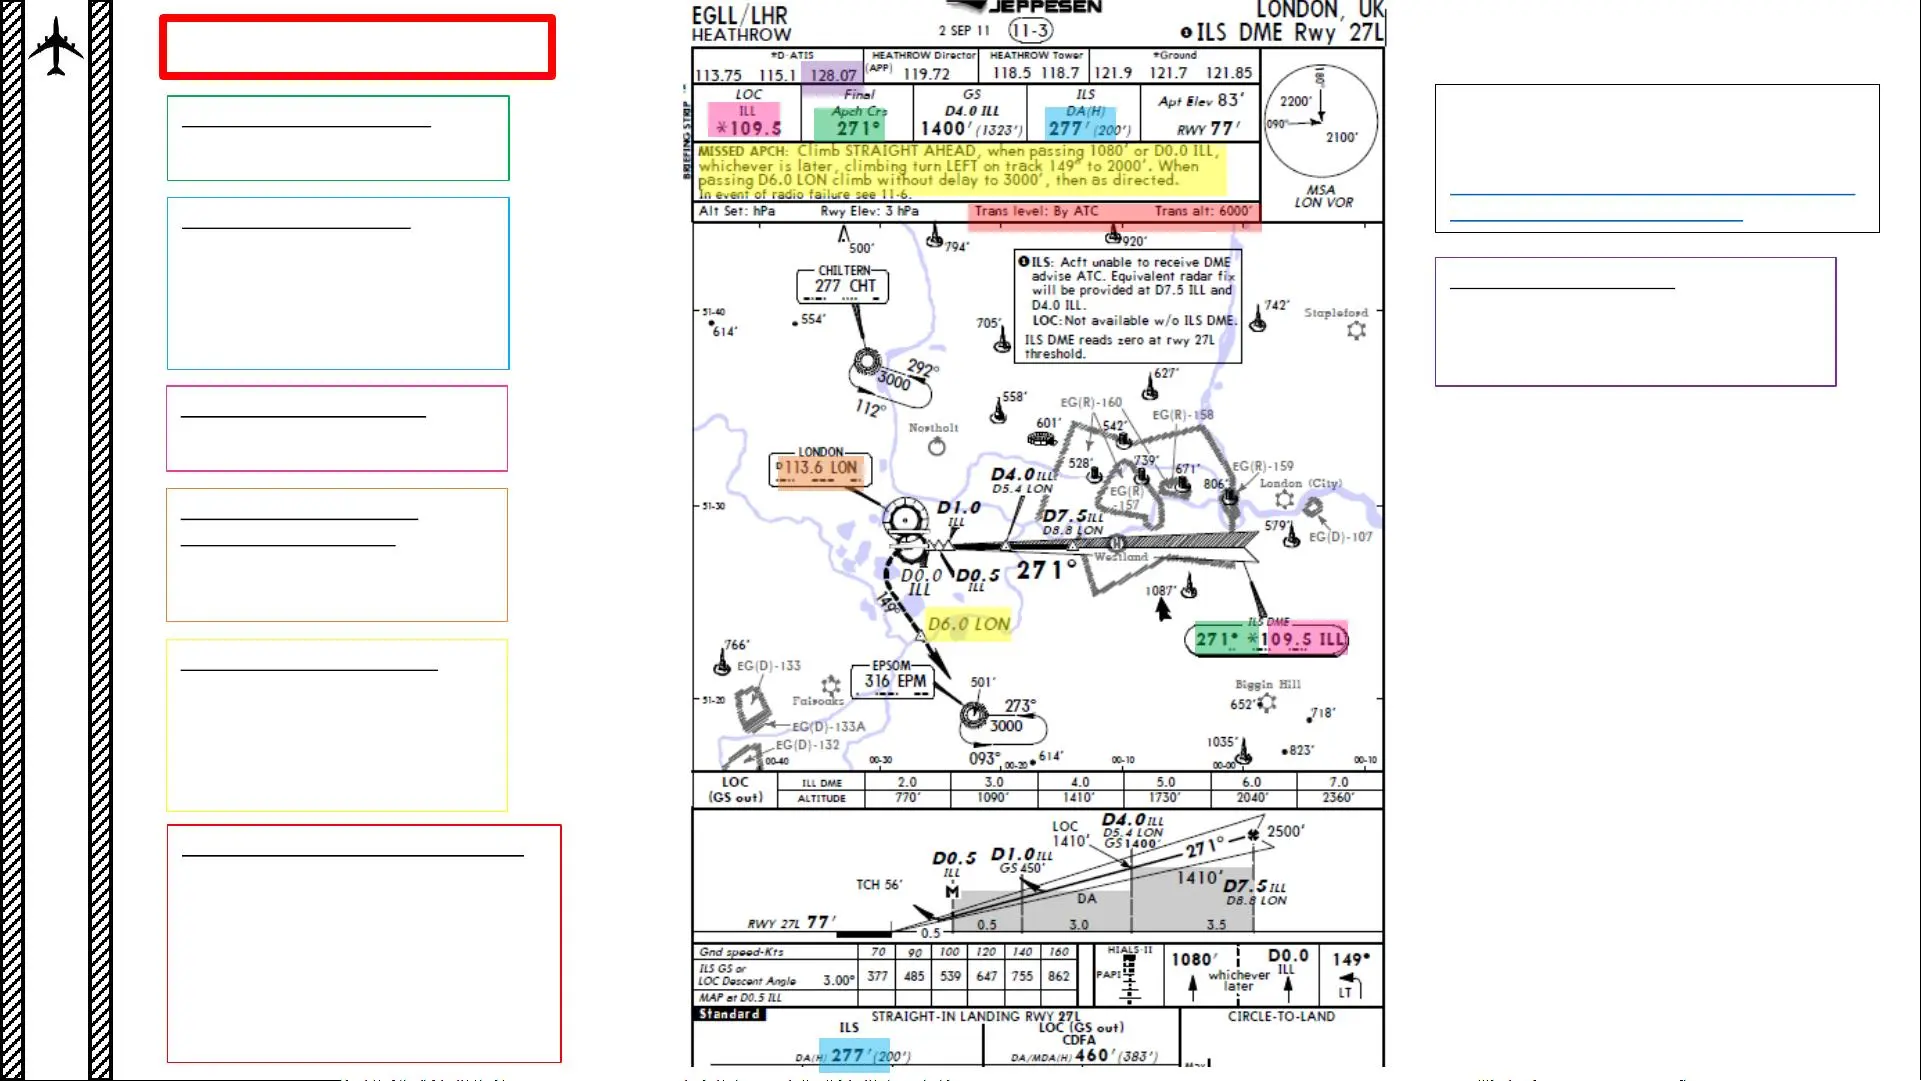 EGLL/LHR
HEATHROW
JEPPESEN
2 SEP 11 11-3
LONDON, UK
ILS DME Rwy 27L
BRIEFING STRIP
*D-ATIS
113.75 115.1 128.07
HEATHROW Director
(APP) 119.72
HEATHROW Tower
118.5 118.7
*Ground
121.9 121.7 121.85
LOC
ILL
*109.5
Final
Apch Crs
271°
GS
D4.0 ILL
1400' (1323')
ILS
DA(H)
277' (200')
Apt Elev 83'
RWY 77'
MISSED APCH: Climb STRAIGHT AHEAD, when passing 1080' or D0.0 ILL,
whichever is later, climbing turn LEFT on track 149° to 2000'. When
passing D6.0 LON climb without delay to 3000', then as directed.
In event of radio failure see 11-6.
Alt Set: hPa Rwy Elev: 3 hPa Trans level: By ATC Trans alt: 6000'
180°
2200'
090°
2100'
MSA
LON VOR
500'
794'
920'
CHILTERN
277 CHT
ILS: Acft unable to receive DME
advise ATC. Equivalent radar fix
will be provided at D7.5 ILL and
D4.0 ILL.
LOC: Not available w/o ILS DME.
ILS DME reads zero at rwy 27L
threshold.
51-40
614'
554'
705'
742'
Stapleford
292°
3000
112°
627'
558'
EG(R)-160
EG(R)-158
Northolt
601'
542'
LONDON
D 113.6 LON
D4.0 ILL
D5.4 LON
528'
739'
671'
806'
EG(R)-159
London (City)
EG(R)
-157
51-30
D1.0
ILL
D7.5 ILL
D8.8 LON
579'
EG(D)-107
H
Westland
D0.0
ILL
D0.5
ILL
271°
1087'
149°
D6.0 LON
ILS DME
271° *109.5 ILL
766'
EG(D)-133
EPSOM
316 EPM
501'
Biggin Hill
652'
718'
51-20
Fairoaks
273°
3000
EG(D)-133A
EG(D)-132
093°
614'
1035'
823'
00-40
00-30
00-20
00-10
00-00
00-10
LOC
(GS out)
ILL DME 2.0 3.0 4.0 5.0 6.0 7.0
ALTITUDE 770' 1090' 1410' 1730' 2040' 2360'
LOC
1410'
D4.0 ILL
D5.4 LON
GS 1400'
271°
2500'
D0.5
ILL
M
D1.0 ILL
GS 450'
TCH 56'
1410'
D7.5 ILL
D8.8 LON
DA
RWY 27L 77'
0.5
0.5
3.0
3.5
Gnd speed-Kts 70 90 100 120 140 160
ILS GS or
LOC Descent Angle 3.00° 377 485 539 647 755 862
MAP at D0.5 ILL
HIALS-II
PAPI
1080'
whichever
later
D0.0
ILL
149°
LT
Standard
STRAIGHT-IN LANDING RWY 27L
CIRCLE-TO-LAND
ILS
LOC (GS out)
CDFA
DA(H) 277' (200')
DA/MDA(H) 460' (383')